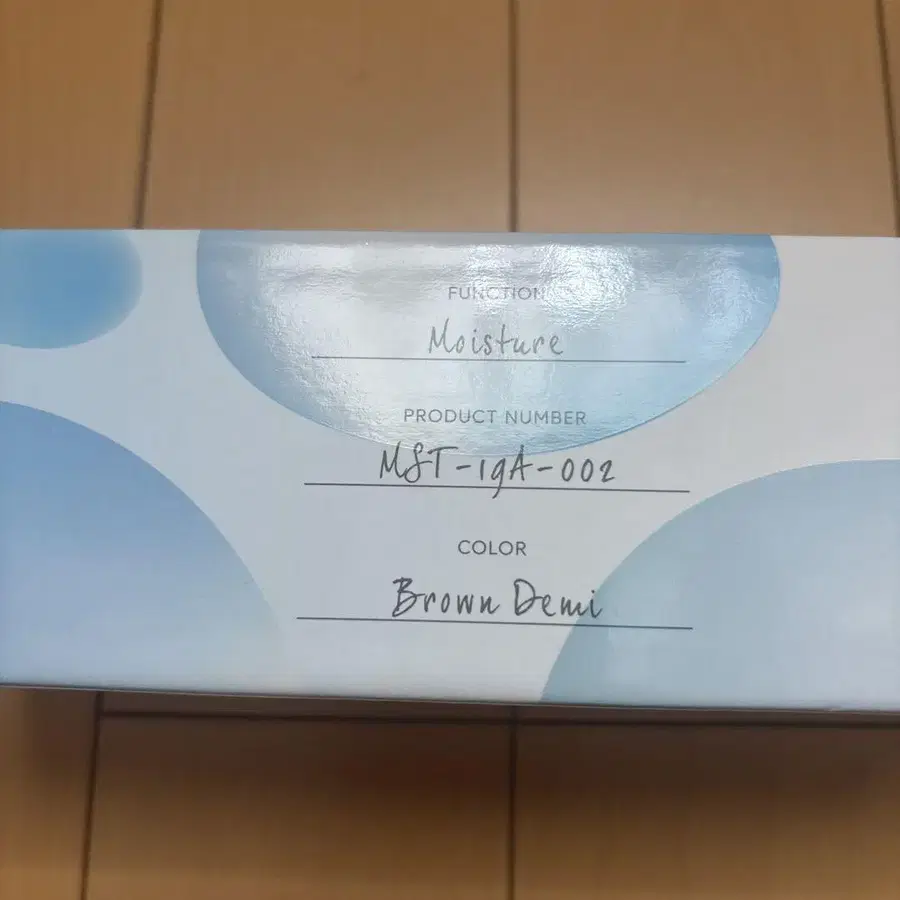 FUNCTION
Moisture
PRODUCT NUMBER
MST-19A-002
COLOR
Brown Demi